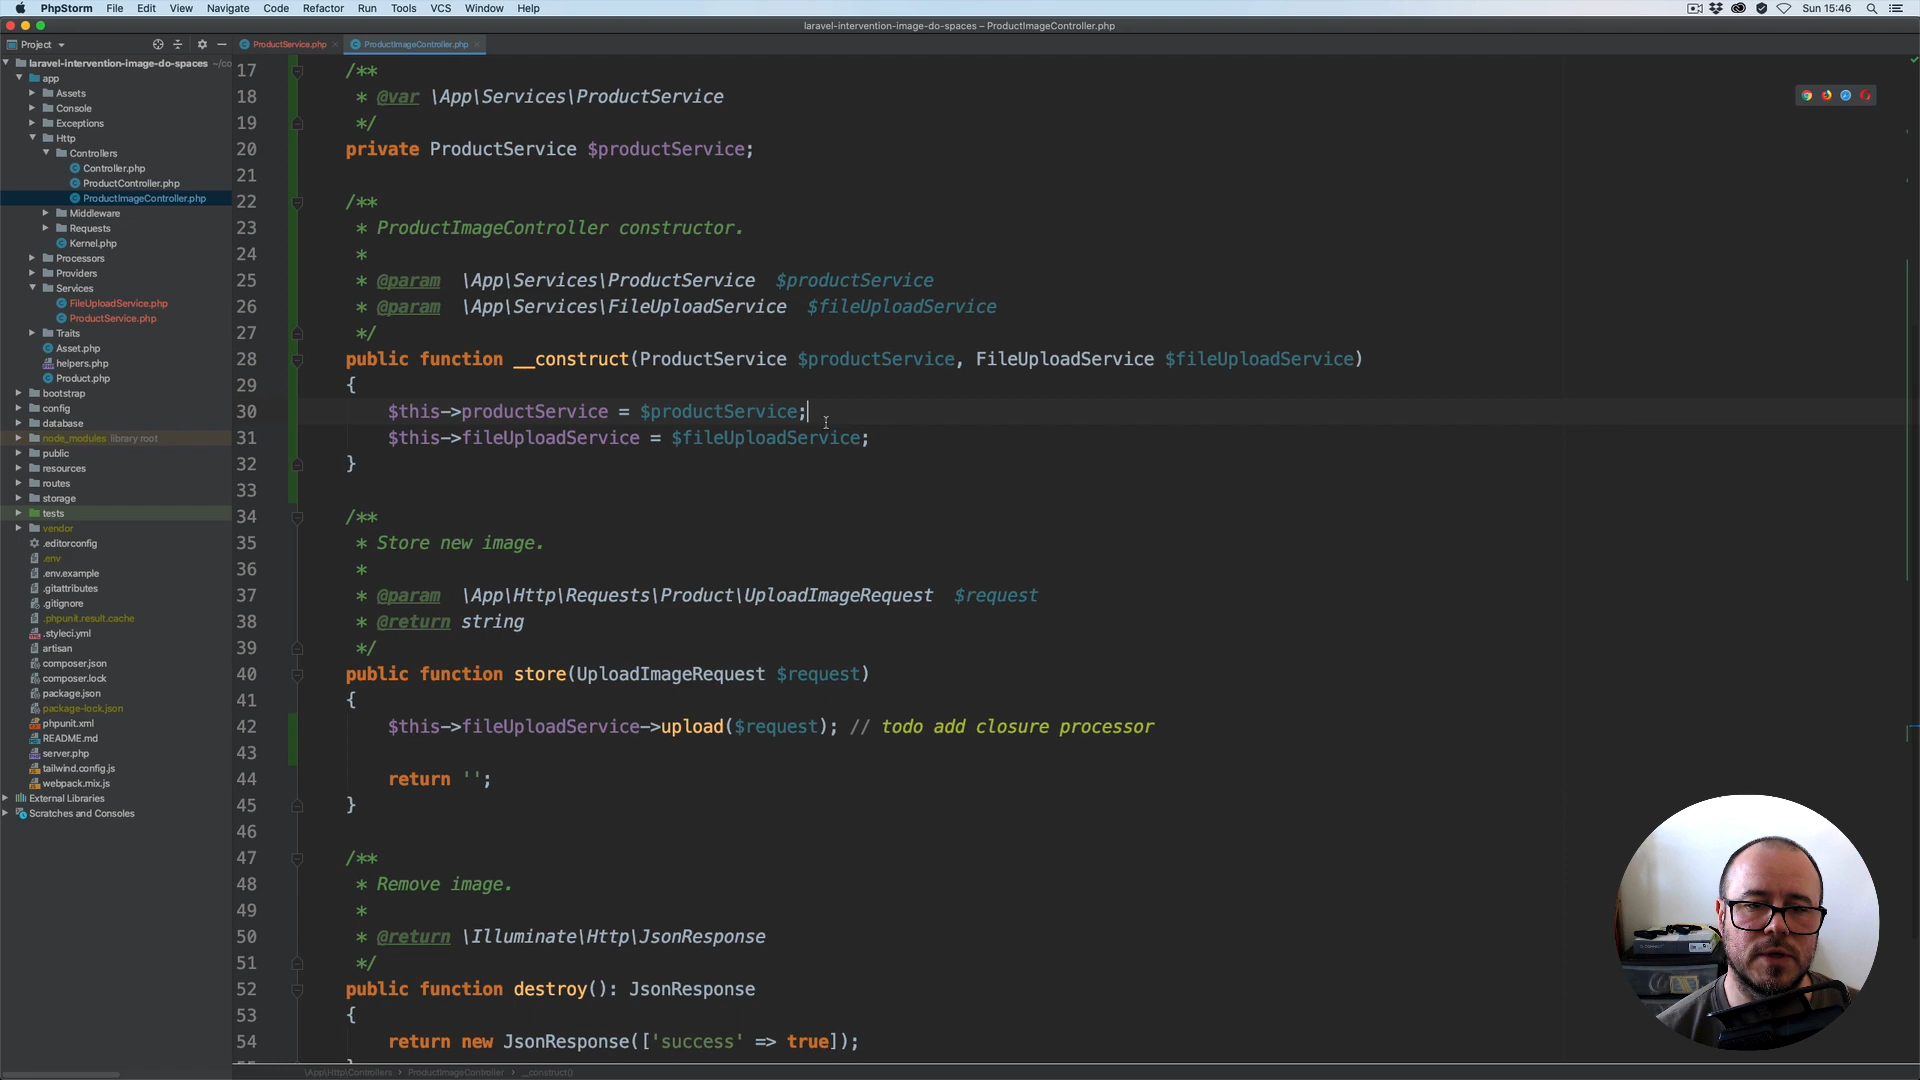 PhpStorm File Edit View Navigate Code Refactor Run Tools VCS Window Help Sun 15:46
laravel-intervention-image-do-spaces – ProductImageController.php
Project
ProductService.php
ProductImageController.php
laravel-intervention-image-do-spaces ~/co
app
Assets
Console
Exceptions
Http
Controllers
Controller.php
ProductController.php
ProductImageController.php
Middleware
Requests
Kernel.php
Processors
Providers
Services
FileUploadService.php
ProductService.php
Traits
Asset.php
helpers.php
Product.php
bootstrap
config
database
node_modules library root
public
resources
routes
storage
tests
vendor
.editorconfig
.env
.env.example
.gitattributes
.gitignore
.phpunit.result.cache
.styleci.yml
artisan
composer.json
composer.lock
package.json
package-lock.json
phpunit.xml
README.md
server.php
tailwind.config.js
webpack.mix.js
External Libraries
Scratches and Consoles
17 /**
18 * @var \App\Services\ProductService
19 */
20 private ProductService $productService;
21
22 /**
23 * ProductImageController constructor.
24 *
25 * @param \App\Services\ProductService $productService
26 * @param \App\Services\FileUploadService $fileUploadService
27 */
28 public function __construct(ProductService $productService, FileUploadService $fileUploadService)
29 {
30 $this->productService = $productService;
31 $this->fileUploadService = $fileUploadService;
32 }
33
34 /**
35 * Store new image.
36 *
37 * @param \App\Http\Requests\Product\UploadImageRequest $request
38 * @return string
39 */
40 public function store(UploadImageRequest $request)
41 {
42 $this->fileUploadService->upload($request); // todo add closure processor
43
44 return '';
45 }
46
47 /**
48 * Remove image.
49 *
50 * @return \Illuminate\Http\JsonResponse
51 */
52 public function destroy(): JsonResponse
53 {
54 return new JsonResponse(['success' => true]);
\App\Http\Controllers › ProductImageController › __construct()